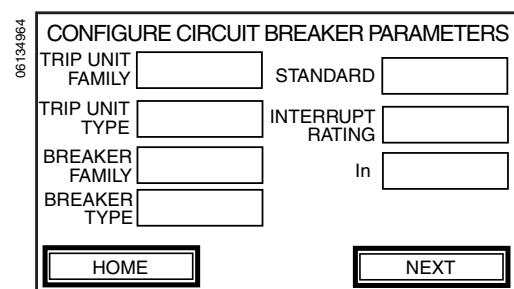 06134964
CONFIGURE CIRCUIT BREAKER PARAMETERS
TRIP UNIT
FAMILY
TRIP UNIT
TYPE
BREAKER
FAMILY
BREAKER
TYPE
STANDARD
INTERRUPT
RATING
In
HOME
NEXT